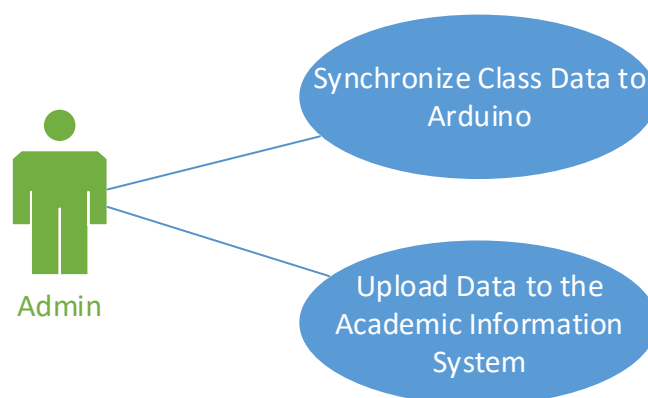 Synchronize Class Data to
Arduino
Admin
Upload Data to the
Academic Information
System